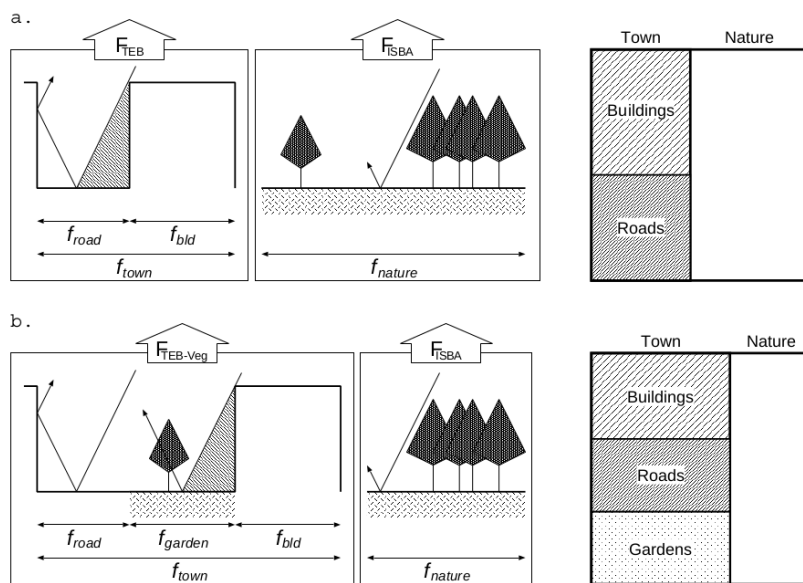 a.
F_TEB
F_ISBA
Town Nature
Buildings
Roads
f_road f_bld
f_town
f_nature
b.
F_TEB-Veg
F_ISBA
Town Nature
Buildings
Roads
Gardens
f_road f_garden f_bld
f_town
f_nature